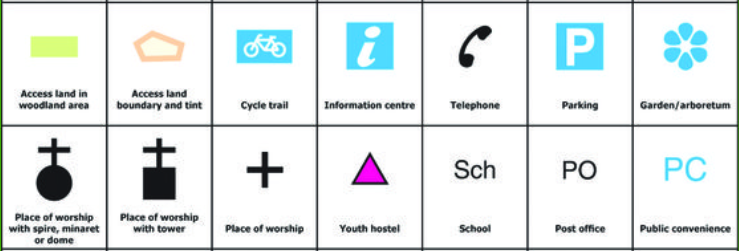 i
P
Access land in
woodland area
Access land
boundary and tint
Cycle trail
Information centre
Telephone
Parking
Garden/arboretum
Sch
PO
PC
Place of worship
with spire, minaret
or dome
Place of worship
with tower
Place of worship
Youth hostel
School
Post office
Public convenience